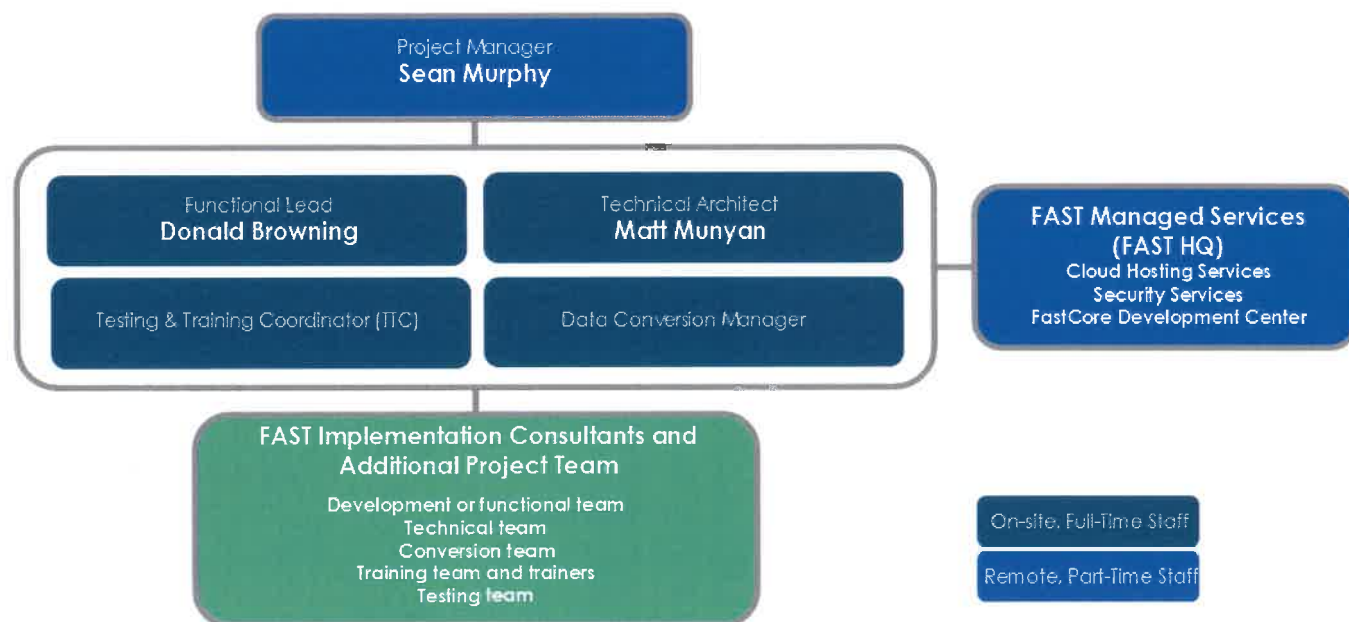 Project Manager
Sean Murphy
Functional Lead
Donald Browning
Technical Architect
Matt Munyan
Testing & Training Coordinator (TTC)
Data Conversion Manager
FAST Managed Services
(FAST HQ)
Cloud Hosting Services
Security Services
FastCore Development Center
FAST Implementation Consultants and
Additional Project Team
Development or functional team
Technical team
Conversion team
Training team and trainers
Testing team
On-site, Full-Time Staff
Remote, Part-Time Staff